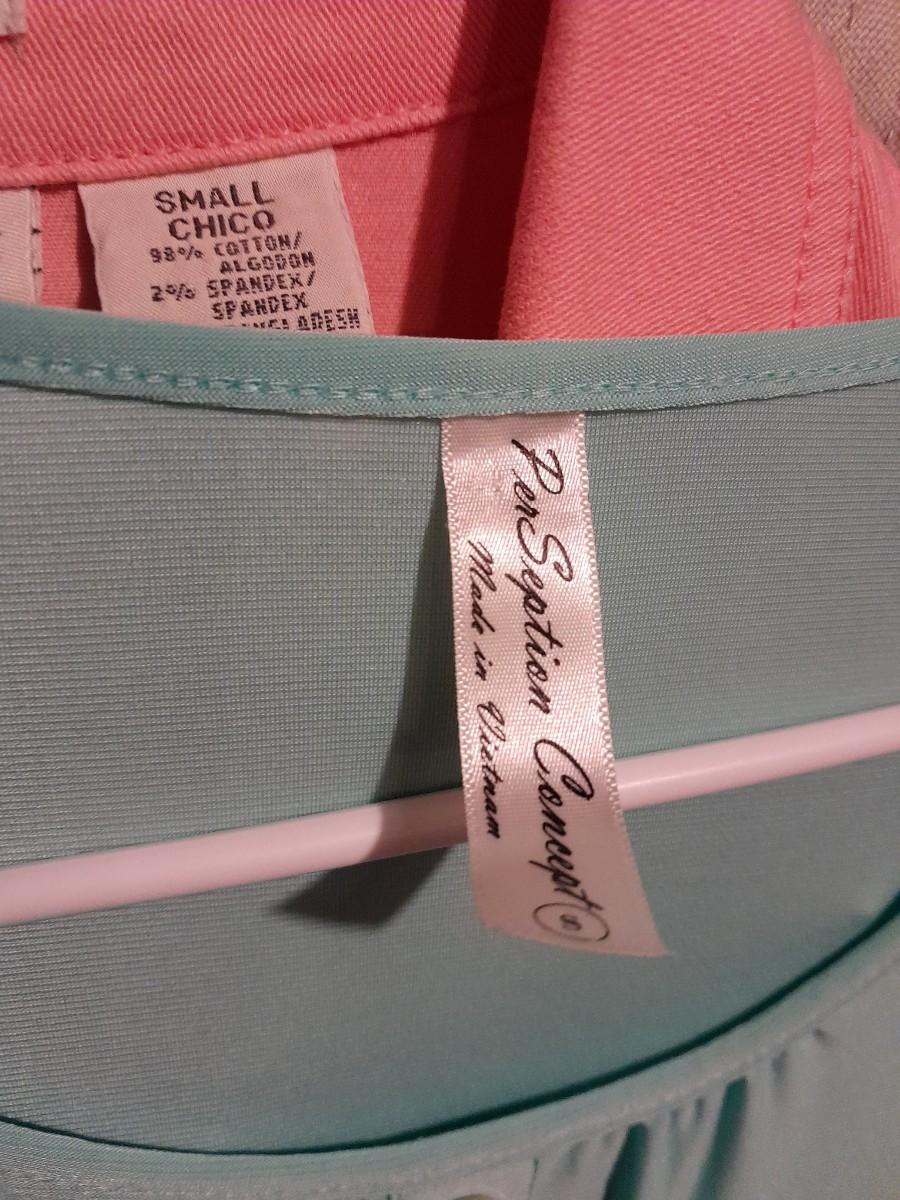 SMALL
CHICO
98% COTTON/
ALGODON
2% SPANDEX/
SPANDEX
PerSeption Concept®
Made in Vietnam